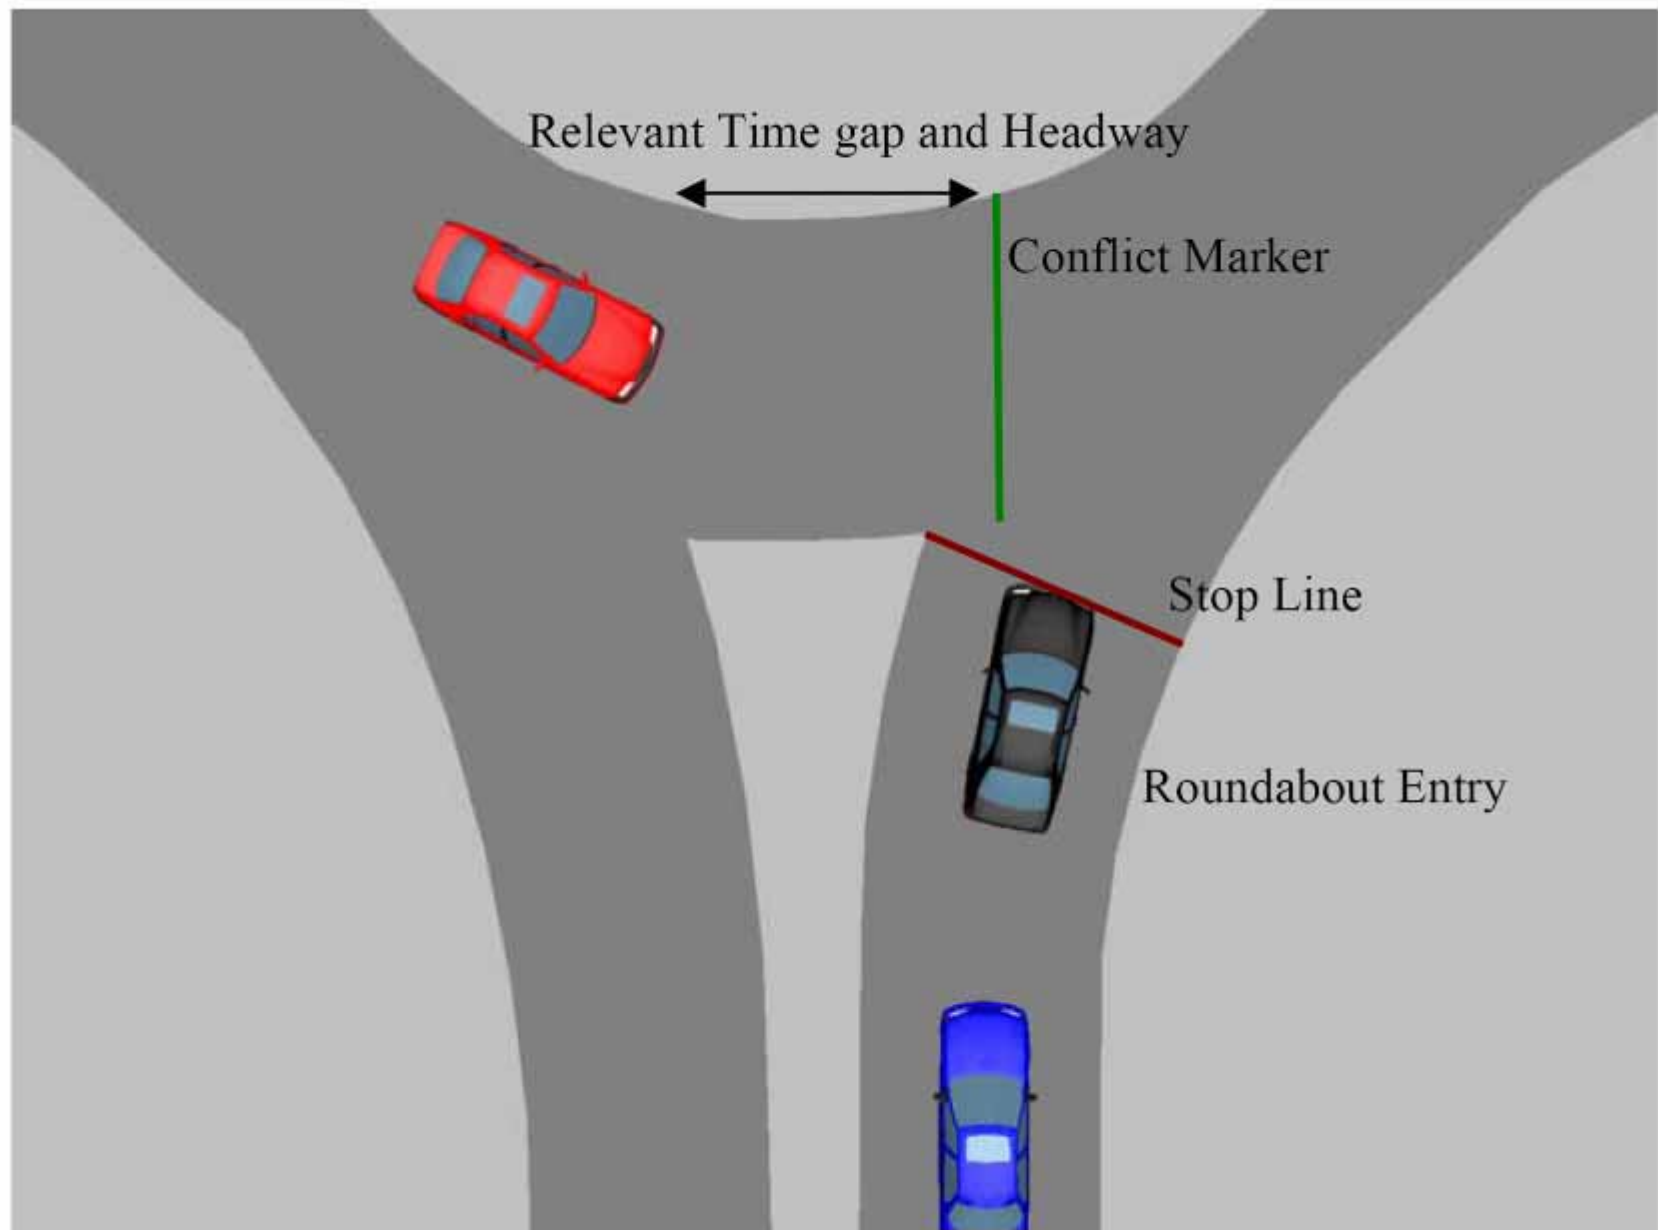 Relevant Time gap and Headway
Conflict Marker
Stop Line
Roundabout Entry